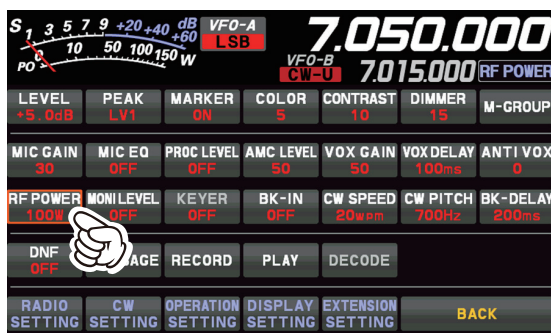 S 1 3 5 7 9 +20 +40 +60 dB VFO-A
LSB 7.050.000
PO 10 50 100 150 W
VFO-B
CW-U 7.015.000 RF POWER
LEVEL PEAK MARKER COLOR CONTRAST DIMMER M-GROUP
+5.0dB LV1 ON 5 10 15
MIC GAIN MIC EQ PROC LEVEL AMC LEVEL VOX GAIN VOX DELAY ANTI VOX
30 OFF OFF 50 50 100ms 0
RF POWER MONI LEVEL KEYER BK-IN CW SPEED CW PITCH BK-DELAY
100W OFF OFF OFF 20wpm 700Hz 200ms
DNF AGE RECORD PLAY DECODE
OFF
RADIO CW OPERATION DISPLAY EXTENSION BACK
SETTING SETTING SETTING SETTING SETTING